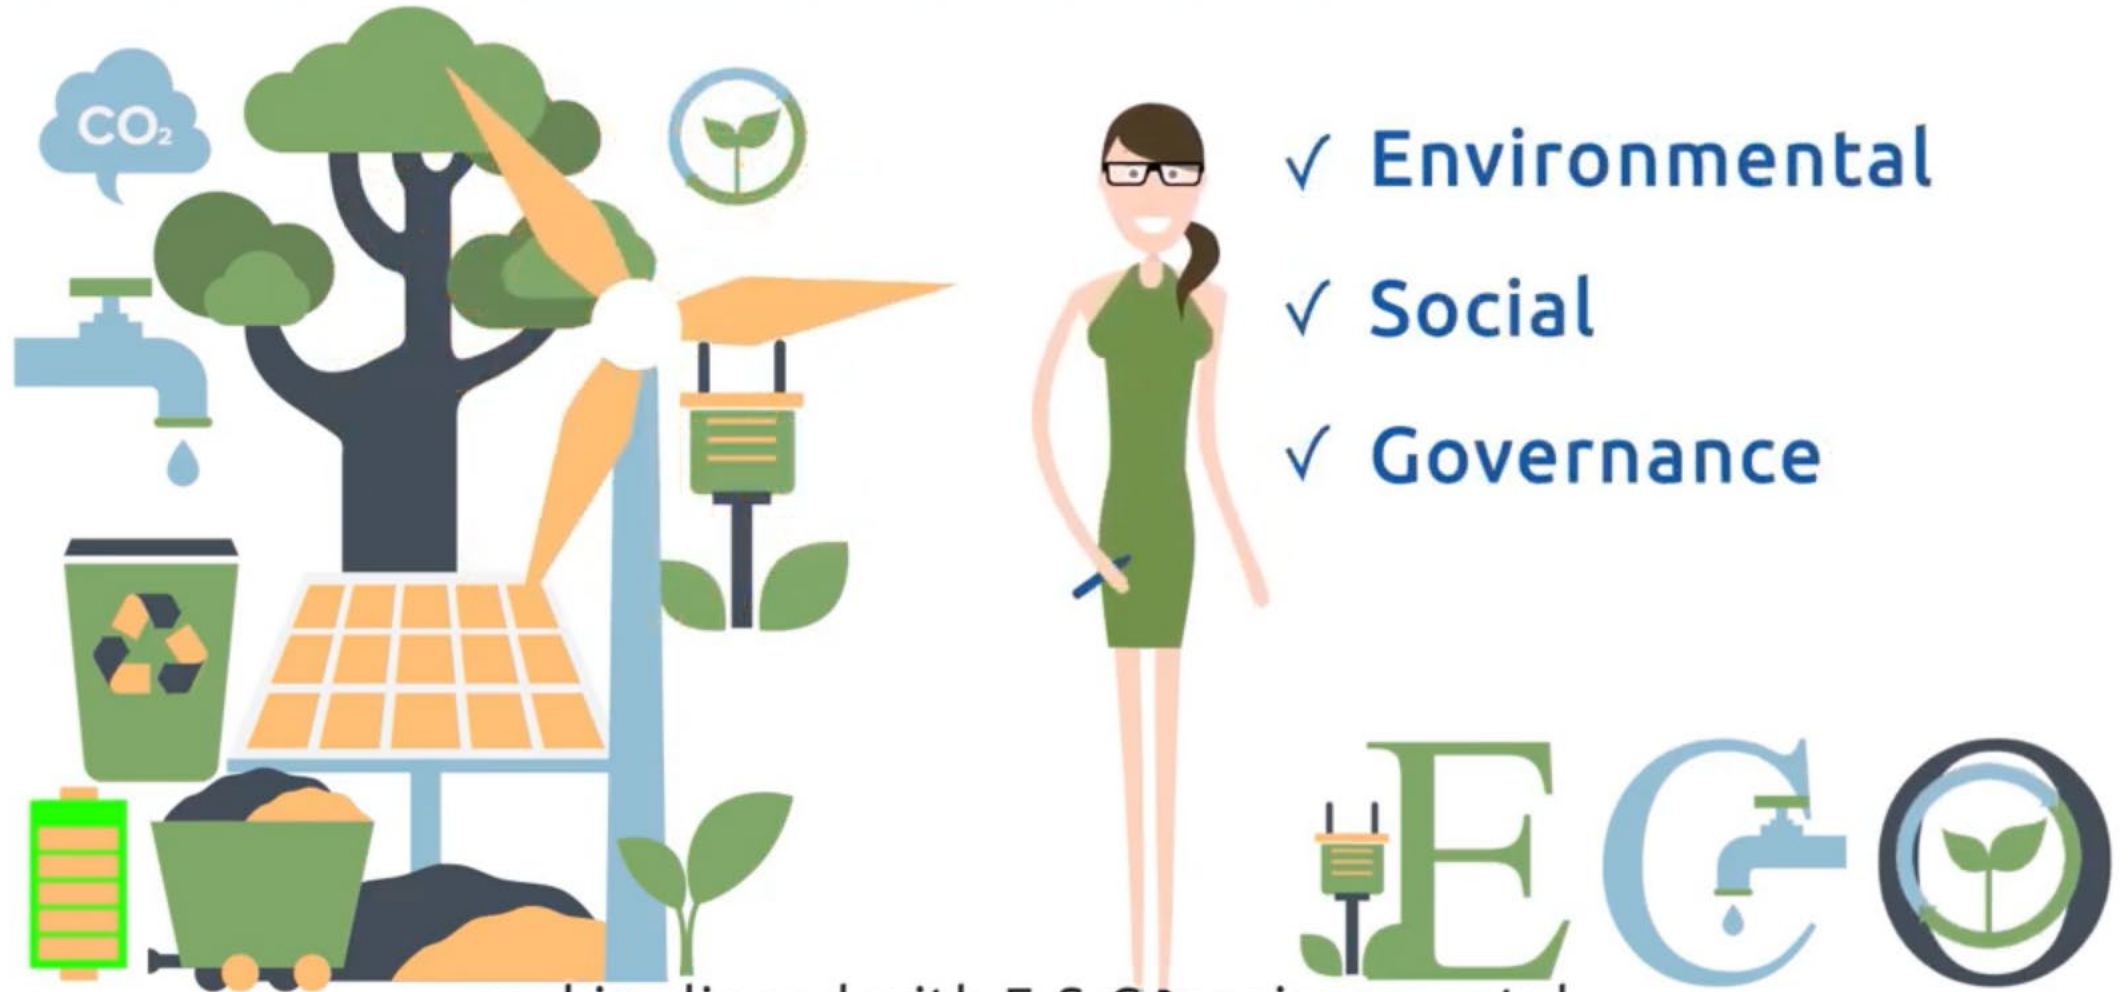 CO₂
✓ Environmental
✓ Social
✓ Governance
ECO